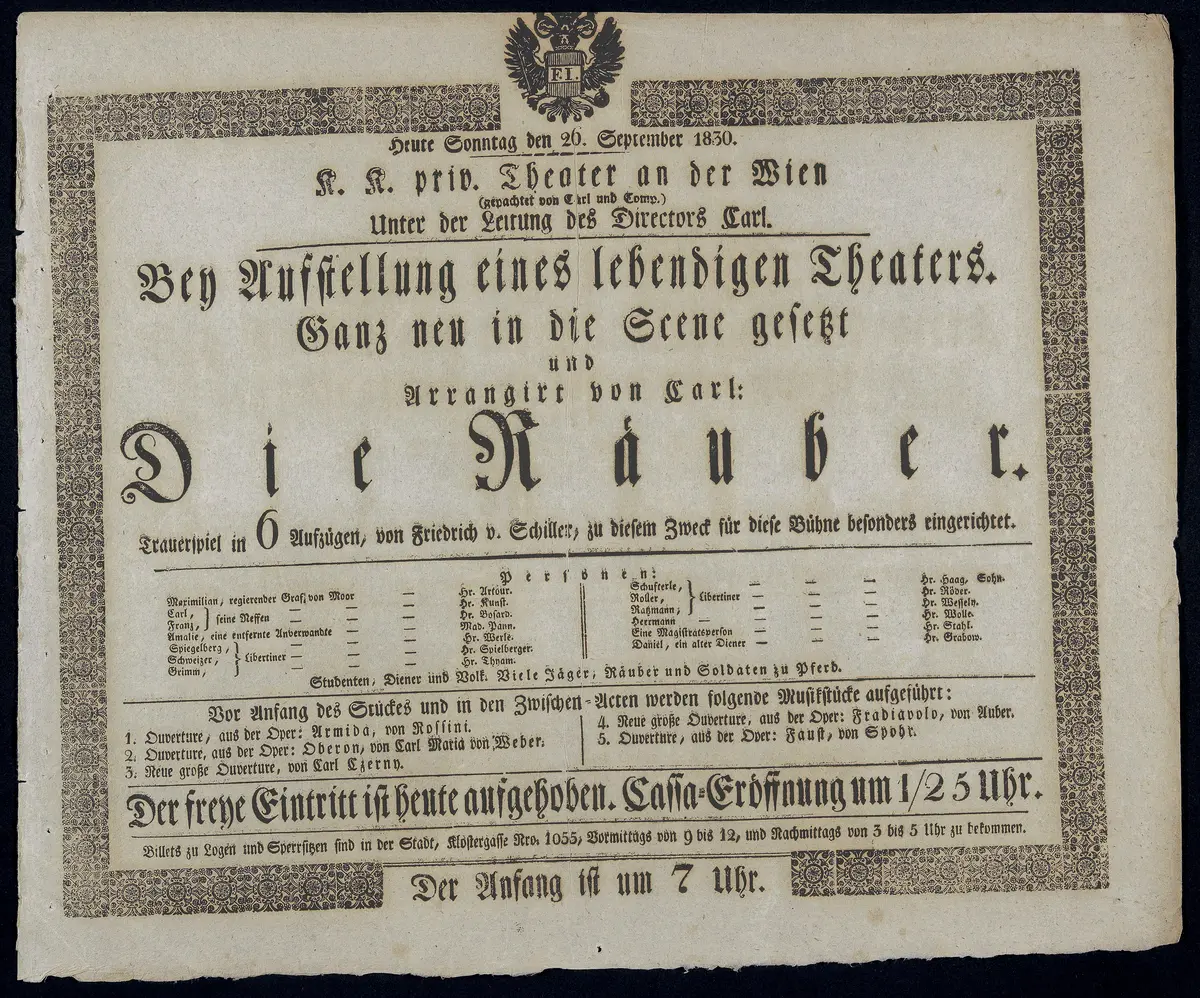 F.I.
Heute Sonntag den 26. September 1830.
K. K. priv. Theater an der Wien
(gepachtet von Carl und Comp.)
Unter der Leitung des Directors Carl.
Bey Aufstellung eines lebendigen Theaters.
Ganz neu in die Scene gesetzt
und
Arrangirt von Carl:
Die Räuber.
Trauerspiel in 6 Aufzügen, von Friedrich v. Schiller, zu diesem Zweck für diese Bühne besonders eingerichtet.
Personen:
Maximilian, regierender Graf von Moor — Hr. Artour.
Carl, } seine Neffen — — — Hr. Kunst.
Franz, } — — — Hr. Bosard.
Amalie, eine entfernte Anverwandte — — Mad. Pann.
Spiegelberg, } Libertiner — — — Hr. Werle.
Schweizer, } — — — Hr. Spielberger.
Grimm, } — — — Hr. Thyam.
Schufterle, } Libertiner — — — Hr. Haag, Sohn.
Roller, } — — — Hr. Röder.
Ratzmann, } — — — Hr. Wessely.
Herrmann — — — Hr. Wolle.
Eine Magistratsperson — — — Hr. Stahl.
Daniel, ein alter Diener — — — Hr. Grabow.
Studenten, Diener und Volk. Viele Jäger, Räuber und Soldaten zu Pferd.
Vor Anfang des Stückes und in den Zwischen-Acten werden folgende Musikstücke aufgeführt:
1. Ouverture, aus der Oper: Armida, von Rossini.
2. Ouverture, aus der Oper: Oberon, von Carl Maria von Weber.
3. Neue große Ouverture, von Carl Czerny.
4. Neue große Ouverture, aus der Oper: Fradiavolo, von Auber.
5. Ouverture, aus der Oper: Faust, von Spohr.
Der freye Eintritt ist heute aufgehoben. Cassa-Eröffnung um 1/2 5 Uhr.
Billets zu Logen und Sperrsitzen sind in der Stadt, Klostergasse Nro. 1055, Vormittags von 9 bis 12, und Nachmittags von 3 bis 5 Uhr zu bekommen.
Der Anfang ist um 7 Uhr.